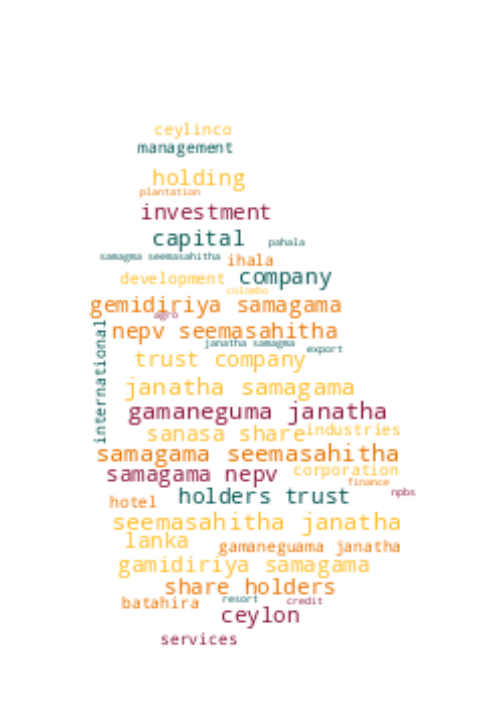 ceylinco
management
holding
plantation
investment
capital pahala
samagma seemasahitha ihala
development company
colombo
gemidiriya samagama
agro
nepv seemasahitha
janatha samagma
export
trust company
international
janatha samagama
gamaneguma janatha
sanasa share industries
samagama seemasahitha
samagama nepv corporation
finance
holders trust npbs
hotel
seemasahitha janatha
lanka gamaneguama janatha
gamidiriya samagama
share holders
batahira resort credit
ceylon
services